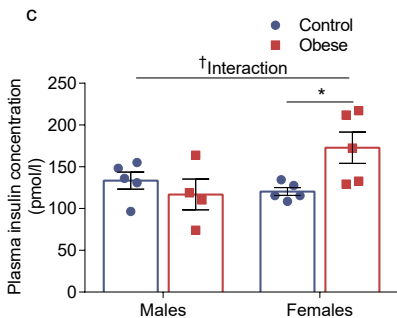 c
Control
Obese
†Interaction
*
Plasma insulin concentration
(pmol/l)
250
200
150
100
50
0
Males
Females